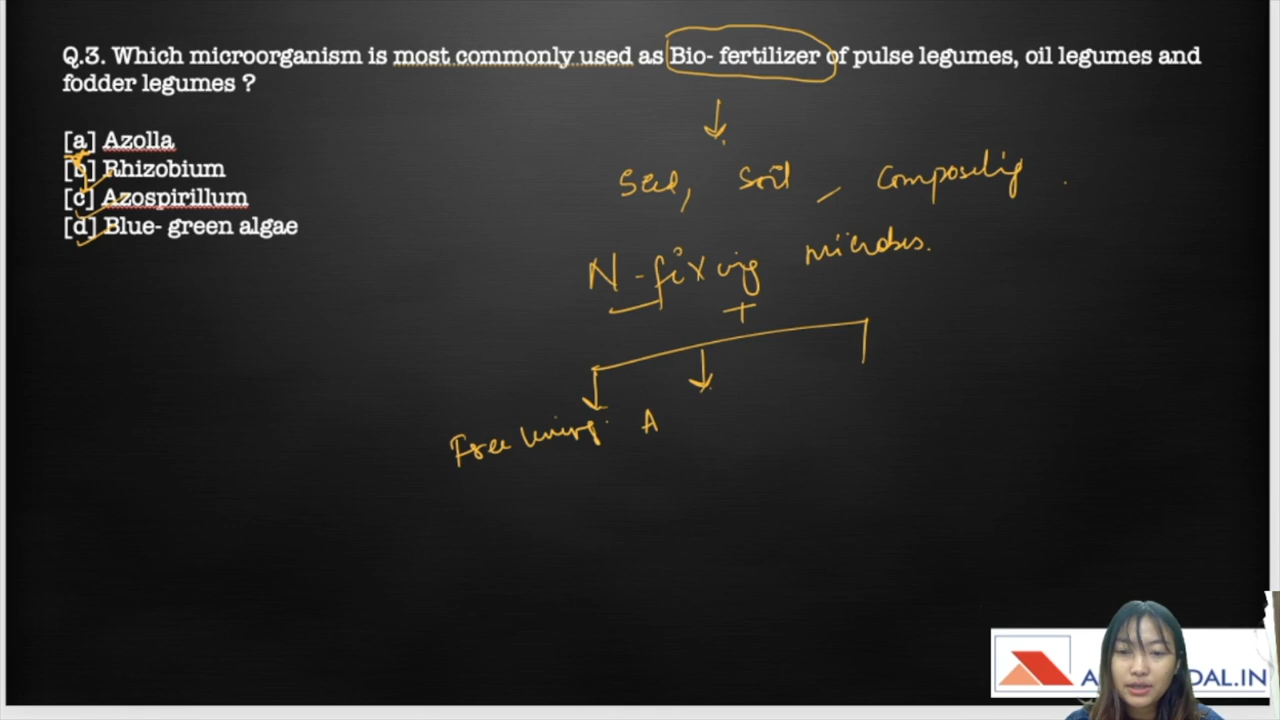 Q.3. Which microorganism is most commonly used as Bio- fertilizer of pulse legumes, oil legumes and
fodder legumes ?
[a] Azolla
[b] Rhizobium
[c] Azospirillum
[d] Blue- green algae
Seed, Soil, Composting.
N-fixing microbes.
Free living. A
DAL.IN